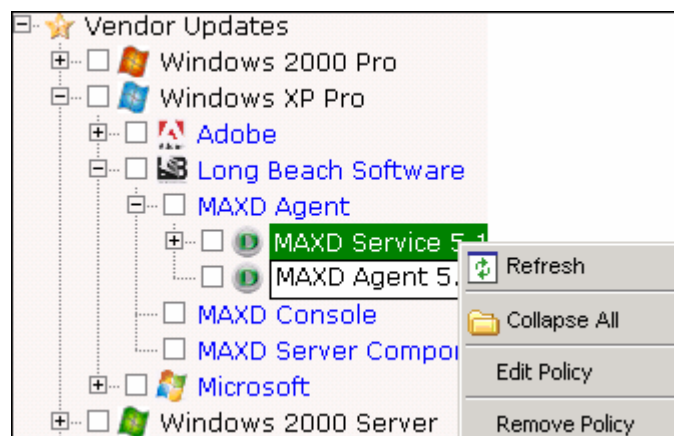 Vendor Updates
Windows 2000 Pro
Windows XP Pro
Adobe
Long Beach Software
MAXD Agent
MAXD Service 5.1
MAXD Agent 5.
Refresh
Collapse All
MAXD Console
MAXD Server Compo
Edit Policy
Microsoft
Windows 2000 Server
Remove Policy